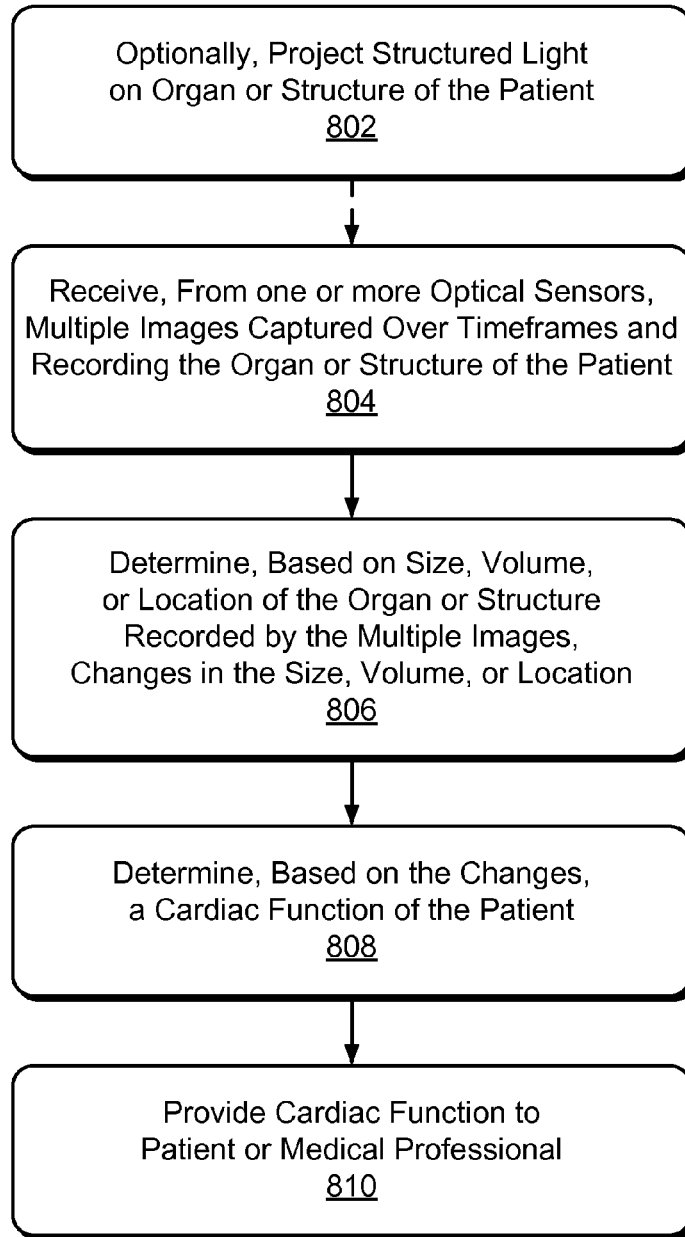 Optionally, Project Structured Light
on Organ or Structure of the Patient
802
Receive, From one or more Optical Sensors,
Multiple Images Captured Over Timeframes and
Recording the Organ or Structure of the Patient
804
Determine, Based on Size, Volume,
or Location of the Organ or Structure
Recorded by the Multiple Images,
Changes in the Size, Volume, or Location
806
Determine, Based on the Changes,
a Cardiac Function of the Patient
808
Provide Cardiac Function to
Patient or Medical Professional
810